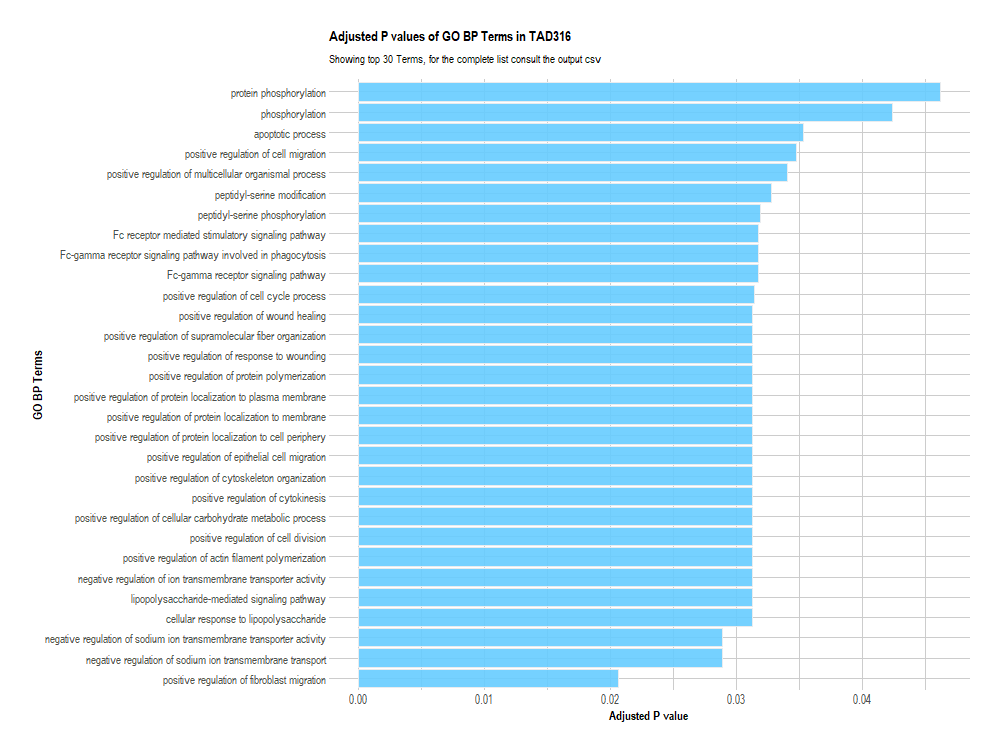 Adjusted P values of GO BP Terms in TAD316
Showing top 30 Terms, for the complete list consult the output csv
GO BP Terms
protein phosphorylation
phosphorylation
apoptotic process
positive regulation of cell migration
positive regulation of multicellular organismal process
peptidyl-serine modification
peptidyl-serine phosphorylation
Fc receptor mediated stimulatory signaling pathway
Fc-gamma receptor signaling pathway involved in phagocytosis
Fc-gamma receptor signaling pathway
positive regulation of cell cycle process
positive regulation of wound healing
positive regulation of supramolecular fiber organization
positive regulation of response to wounding
positive regulation of protein polymerization
positive regulation of protein localization to plasma membrane
positive regulation of protein localization to membrane
positive regulation of protein localization to cell periphery
positive regulation of epithelial cell migration
positive regulation of cytoskeleton organization
positive regulation of cytokinesis
positive regulation of cellular carbohydrate metabolic process
positive regulation of cell division
positive regulation of actin filament polymerization
negative regulation of ion transmembrane transporter activity
lipopolysaccharide-mediated signaling pathway
cellular response to lipopolysaccharide
negative regulation of sodium ion transmembrane transporter activity
negative regulation of sodium ion transmembrane transport
positive regulation of fibroblast migration
0.00 0.01 0.02 0.03 0.04
Adjusted P value